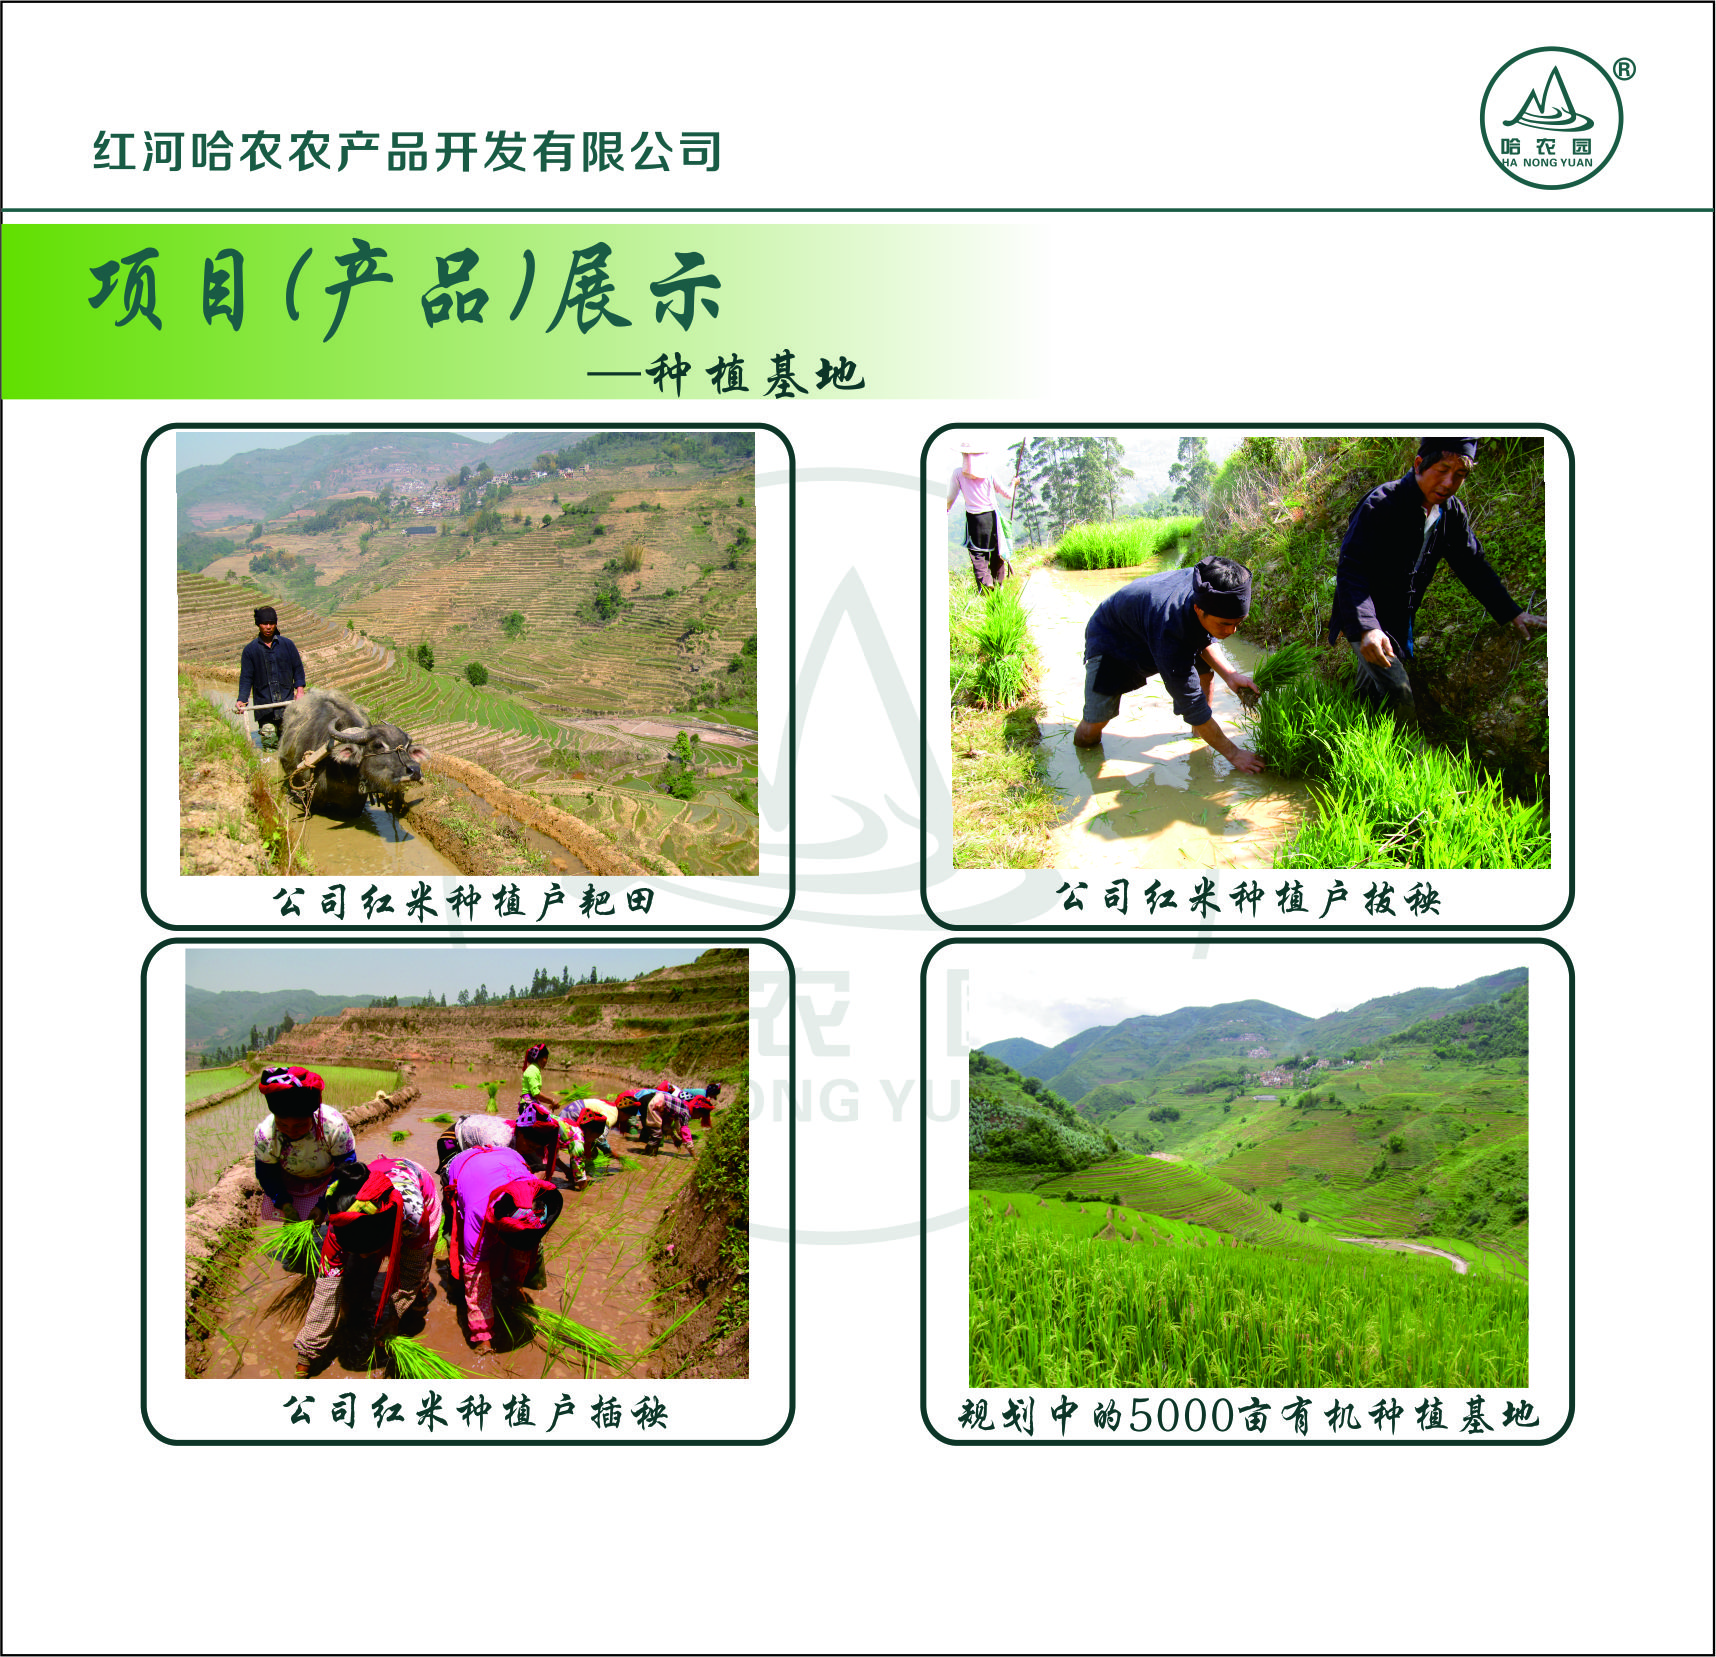 红河哈农农产品开发有限公司
®
哈农园
HA NONG YUAN
项目(产品)展示
—种植基地
公司红米种植户耙田
公司红米种植户拔秧
农
ONG YU
公司红米种植户插秧
规划中的5000亩有机种植基地